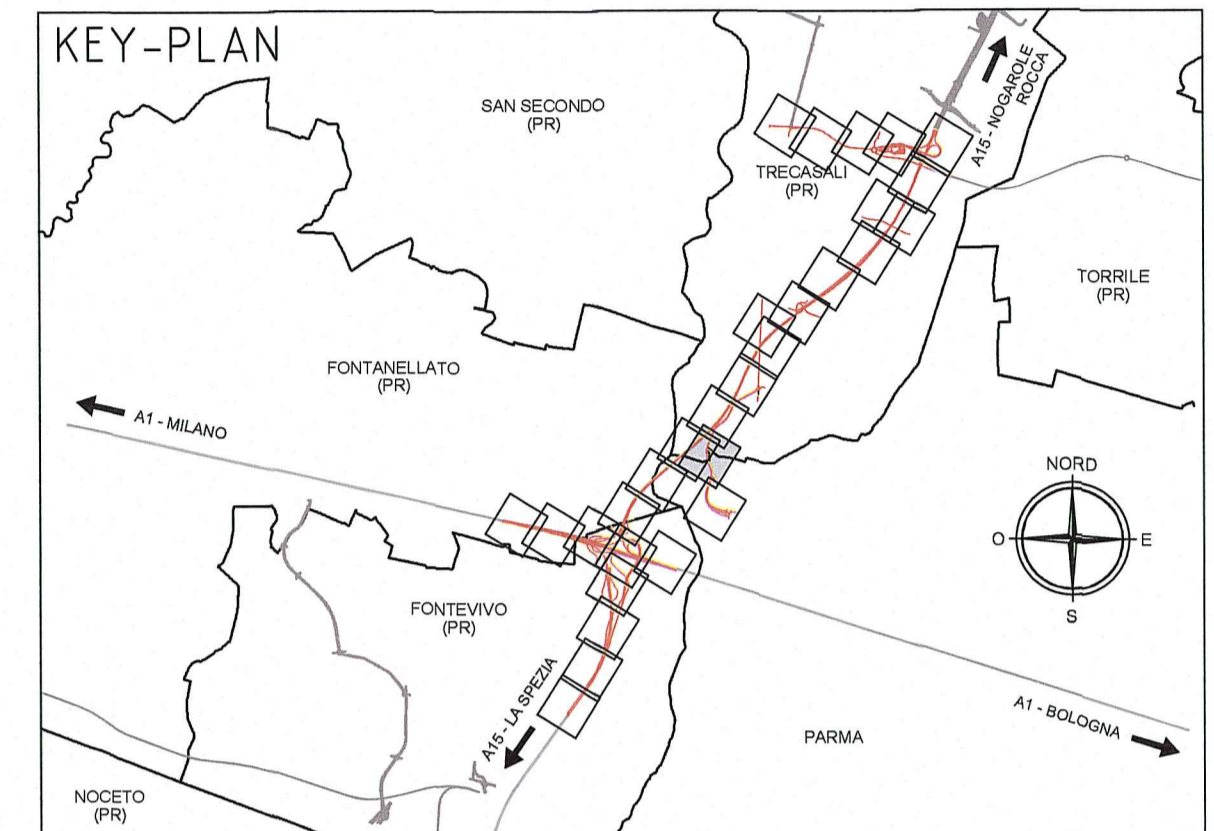 KEY-PLAN
SAN SECONDO
(PR)
A15 - NOGAROLE
ROCCA
TRECASALI
(PR)
TORRILE
(PR)
FONTANELLATO
(PR)
A1 - MILANO
NORD
O
E
S
FONTEVIVO
(PR)
A15 - LA SPEZIA
A1 - BOLOGNA
PARMA
NOCETO
(PR)